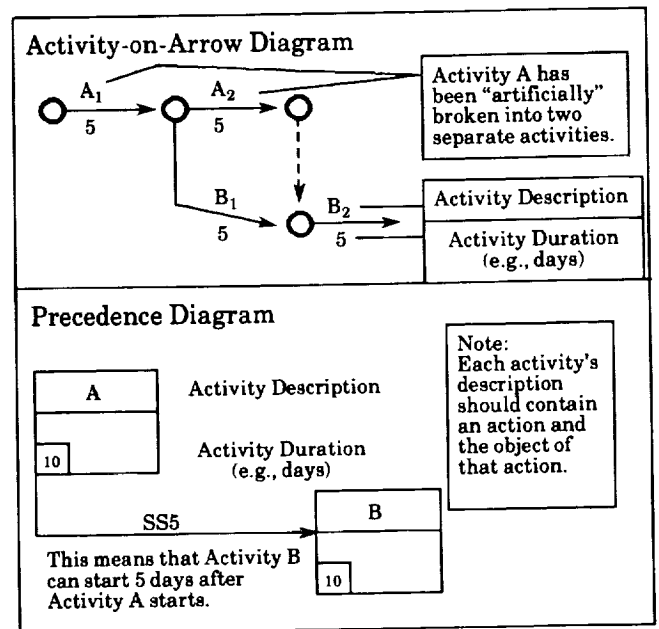 Activity-on-Arrow Diagram
A1
5
A2
5
Activity A has
been "artificially"
broken into two
separate activities.
B1
5
B2
5
Activity Description
Activity Duration
(e.g., days)
Precedence Diagram
A
10
Activity Description
Activity Duration
(e.g., days)
Note:
Each activity's
description
should contain
an action and
the object of
that action.
SS5
B
10
This means that Activity B
can start 5 days after
Activity A starts.